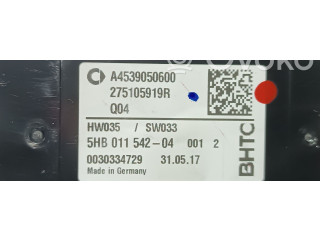 A4539050600
275105919R
Q04
HW035 / SW033
5HB 011 542-04 001 2
0030334729 31.05.17
Made in Germany
BHTC